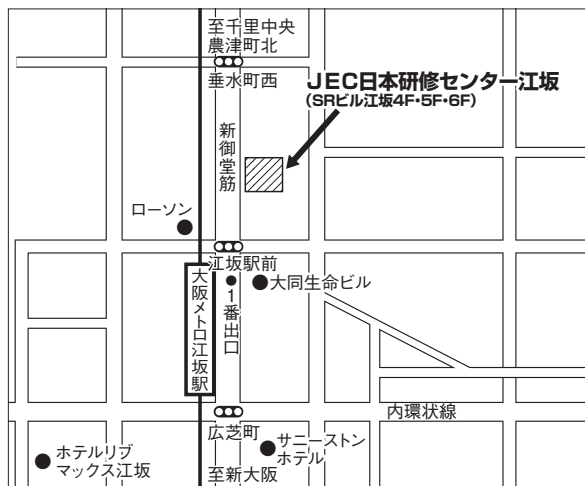 至千里中央
農津町北
垂水町西
JEC日本研修センター江坂
(SRビル江坂4F・5F・6F)
新御堂筋
ローソン
江坂駅前
大同生命ビル
1番出口
大阪メトロ江坂駅
内環状線
広芝町
サニーストン
ホテル
ホテルリブ
マックス江坂
至新大阪